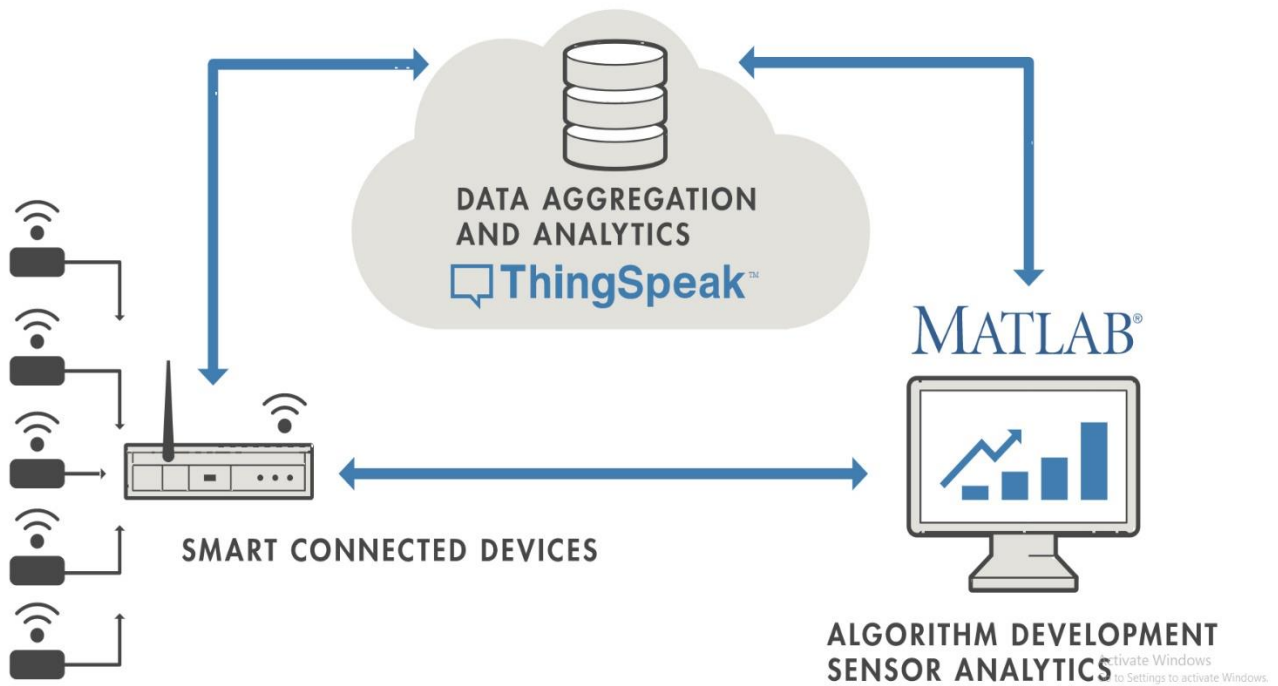 DATA AGGREGATION
AND ANALYTICS
ThingSpeak™
MATLAB®
SMART CONNECTED DEVICES
ALGORITHM DEVELOPMENT
SENSOR ANALYTICS
Activate Windows
to Settings to activate Windows.